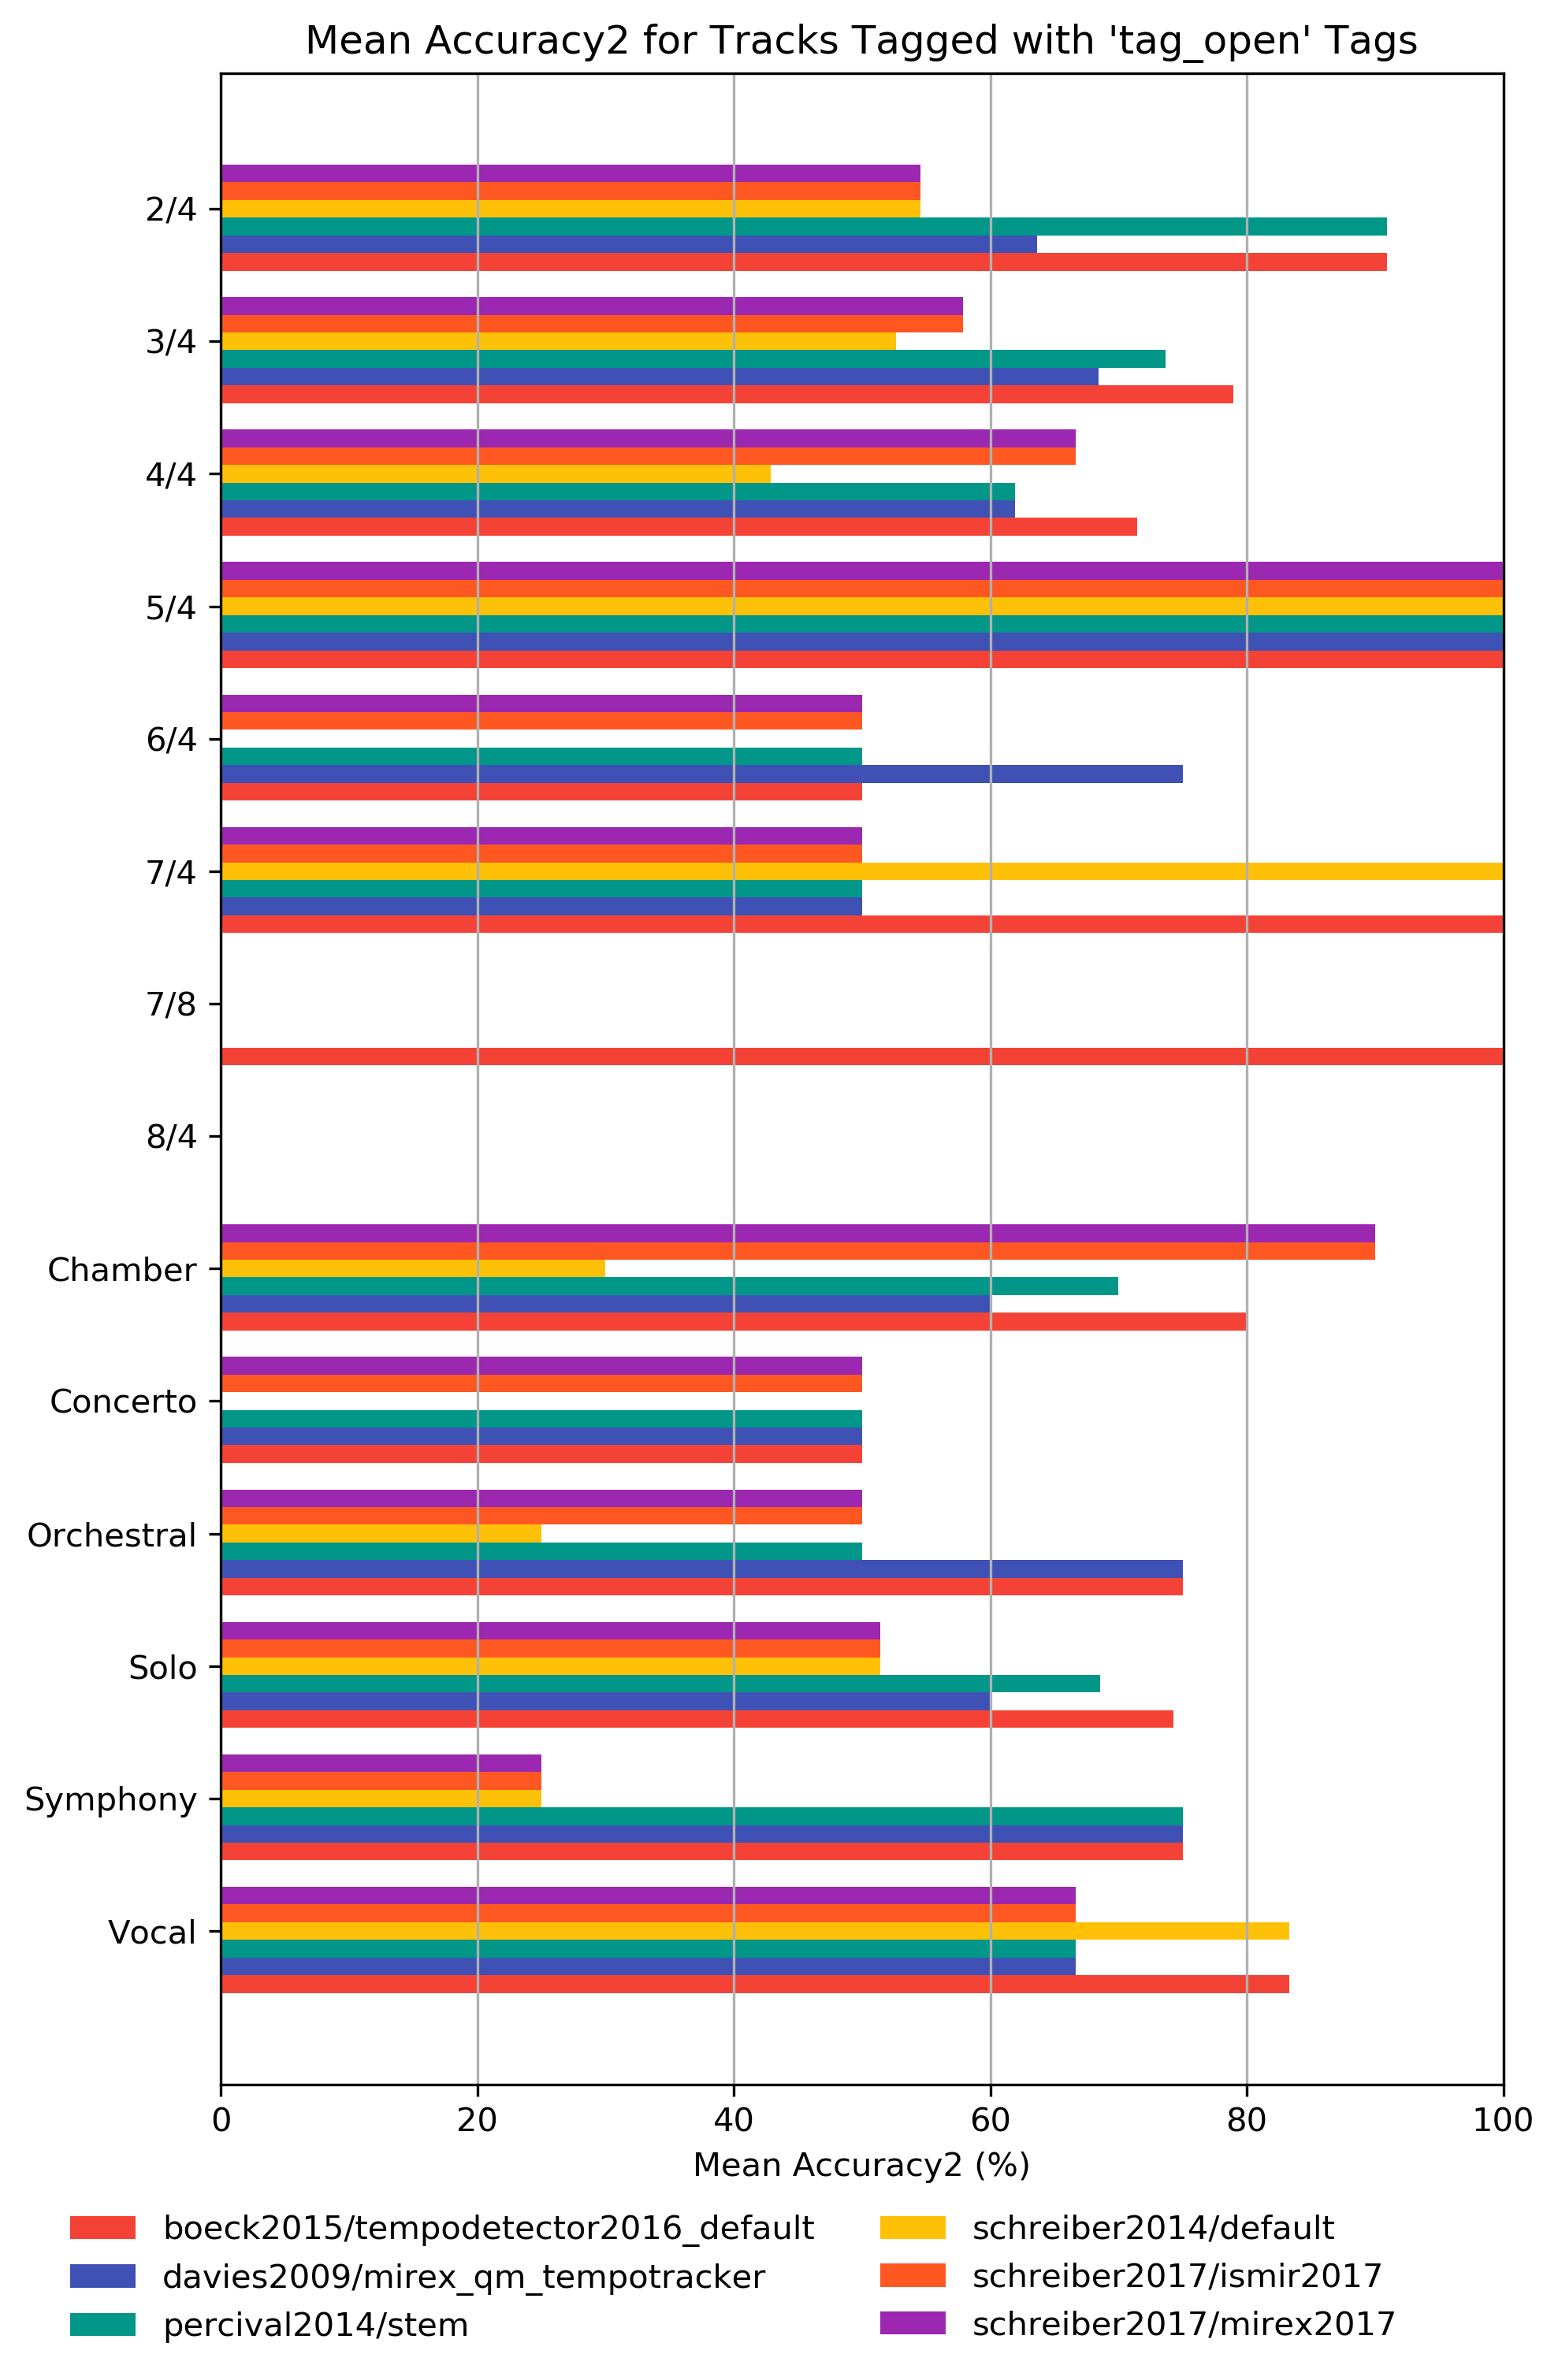 Mean Accuracy2 for Tracks Tagged with 'tag_open' Tags
2/4
3/4
4/4
5/4
6/4
7/4
7/8
8/4
Chamber
Concerto
Orchestral
Solo
Symphony
Vocal
0 20 40 60 80 100
Mean Accuracy2 (%)
boeck2015/tempodetector2016_default
davies2009/mirex_qm_tempotracker
percival2014/stem
schreiber2014/default
schreiber2017/ismir2017
schreiber2017/mirex2017